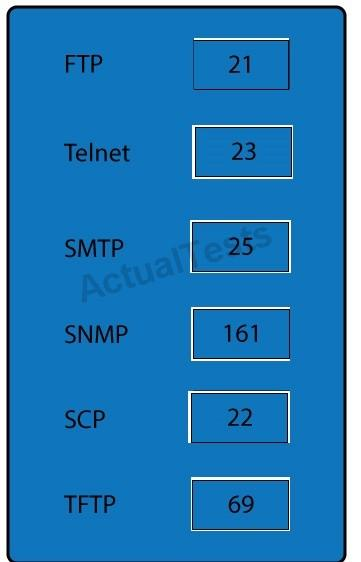 FTP 21
Telnet 23
SMTP 25
ActualTests
SNMP 161
SCP 22
TFTP 69